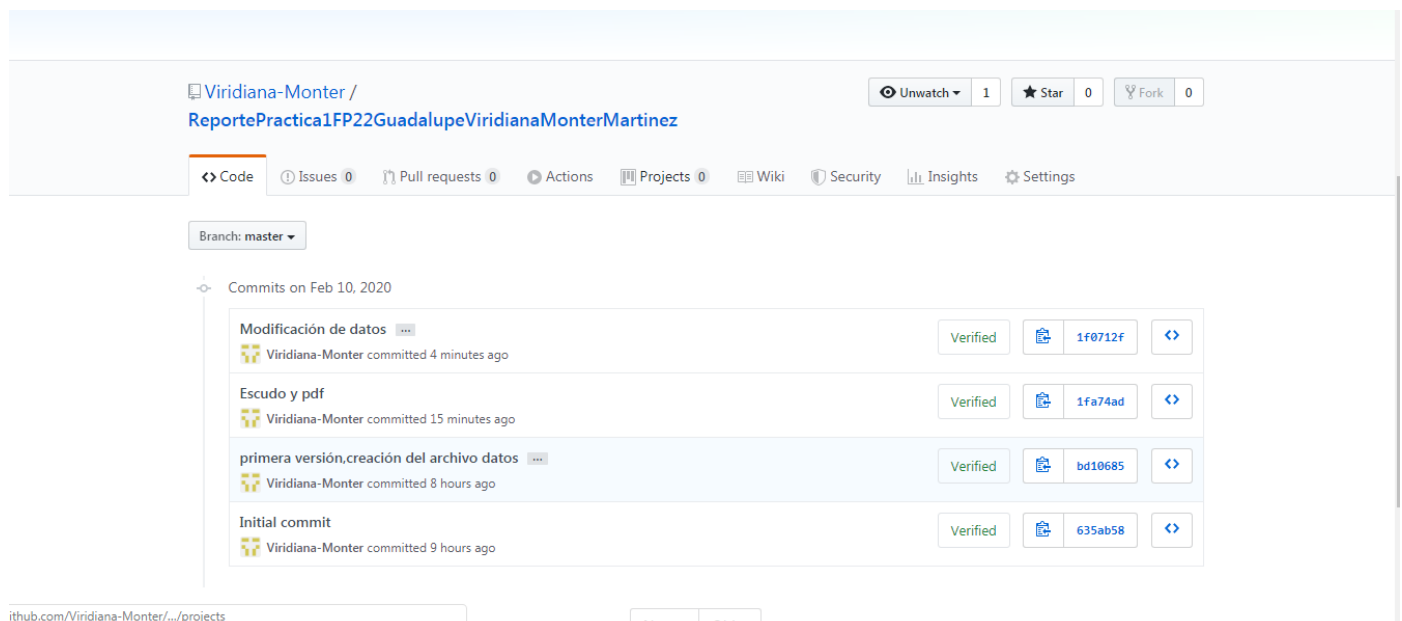 Viridiana-Monter /
ReportePractica1FP22GuadalupeViridianaMonterMartinez
Unwatch 1 Star 0 Fork 0
Code Issues 0 Pull requests 0 Actions Projects 0 Wiki Security Insights Settings
Branch: master
Commits on Feb 10, 2020
Modificación de datos ...
Viridiana-Monter committed 4 minutes ago
Verified 1f0712f
Escudo y pdf
Viridiana-Monter committed 15 minutes ago
Verified 1fa74ad
primera versión,creación del archivo datos ...
Viridiana-Monter committed 8 hours ago
Verified bd10685
Initial commit
Viridiana-Monter committed 9 hours ago
Verified 635ab58
ithub.com/Viridiana-Monter/.../projects